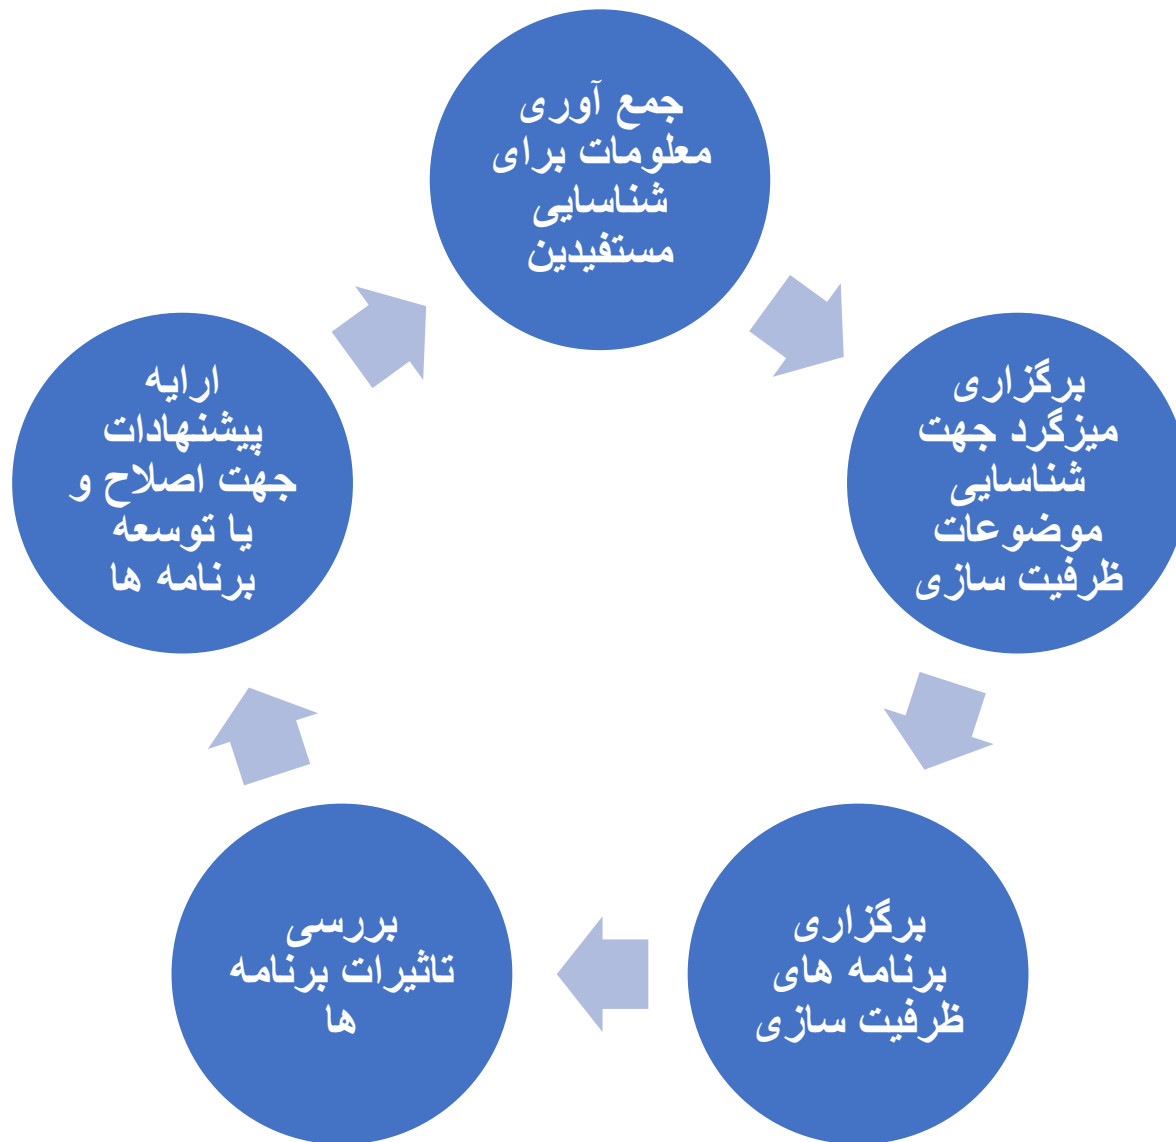 جمع آوری
معلومات برای
شناسایی
مستفیدین
برگزاری
میزگرد جهت
شناسایی
موضوعات
ظرفیت سازی
برگزاری
برنامه های
ظرفیت سازی
بررسی
تاثیرات برنامه
ها
ارایه
پیشنهادات
جهت اصلاح و
یا توسعه
برنامه ها